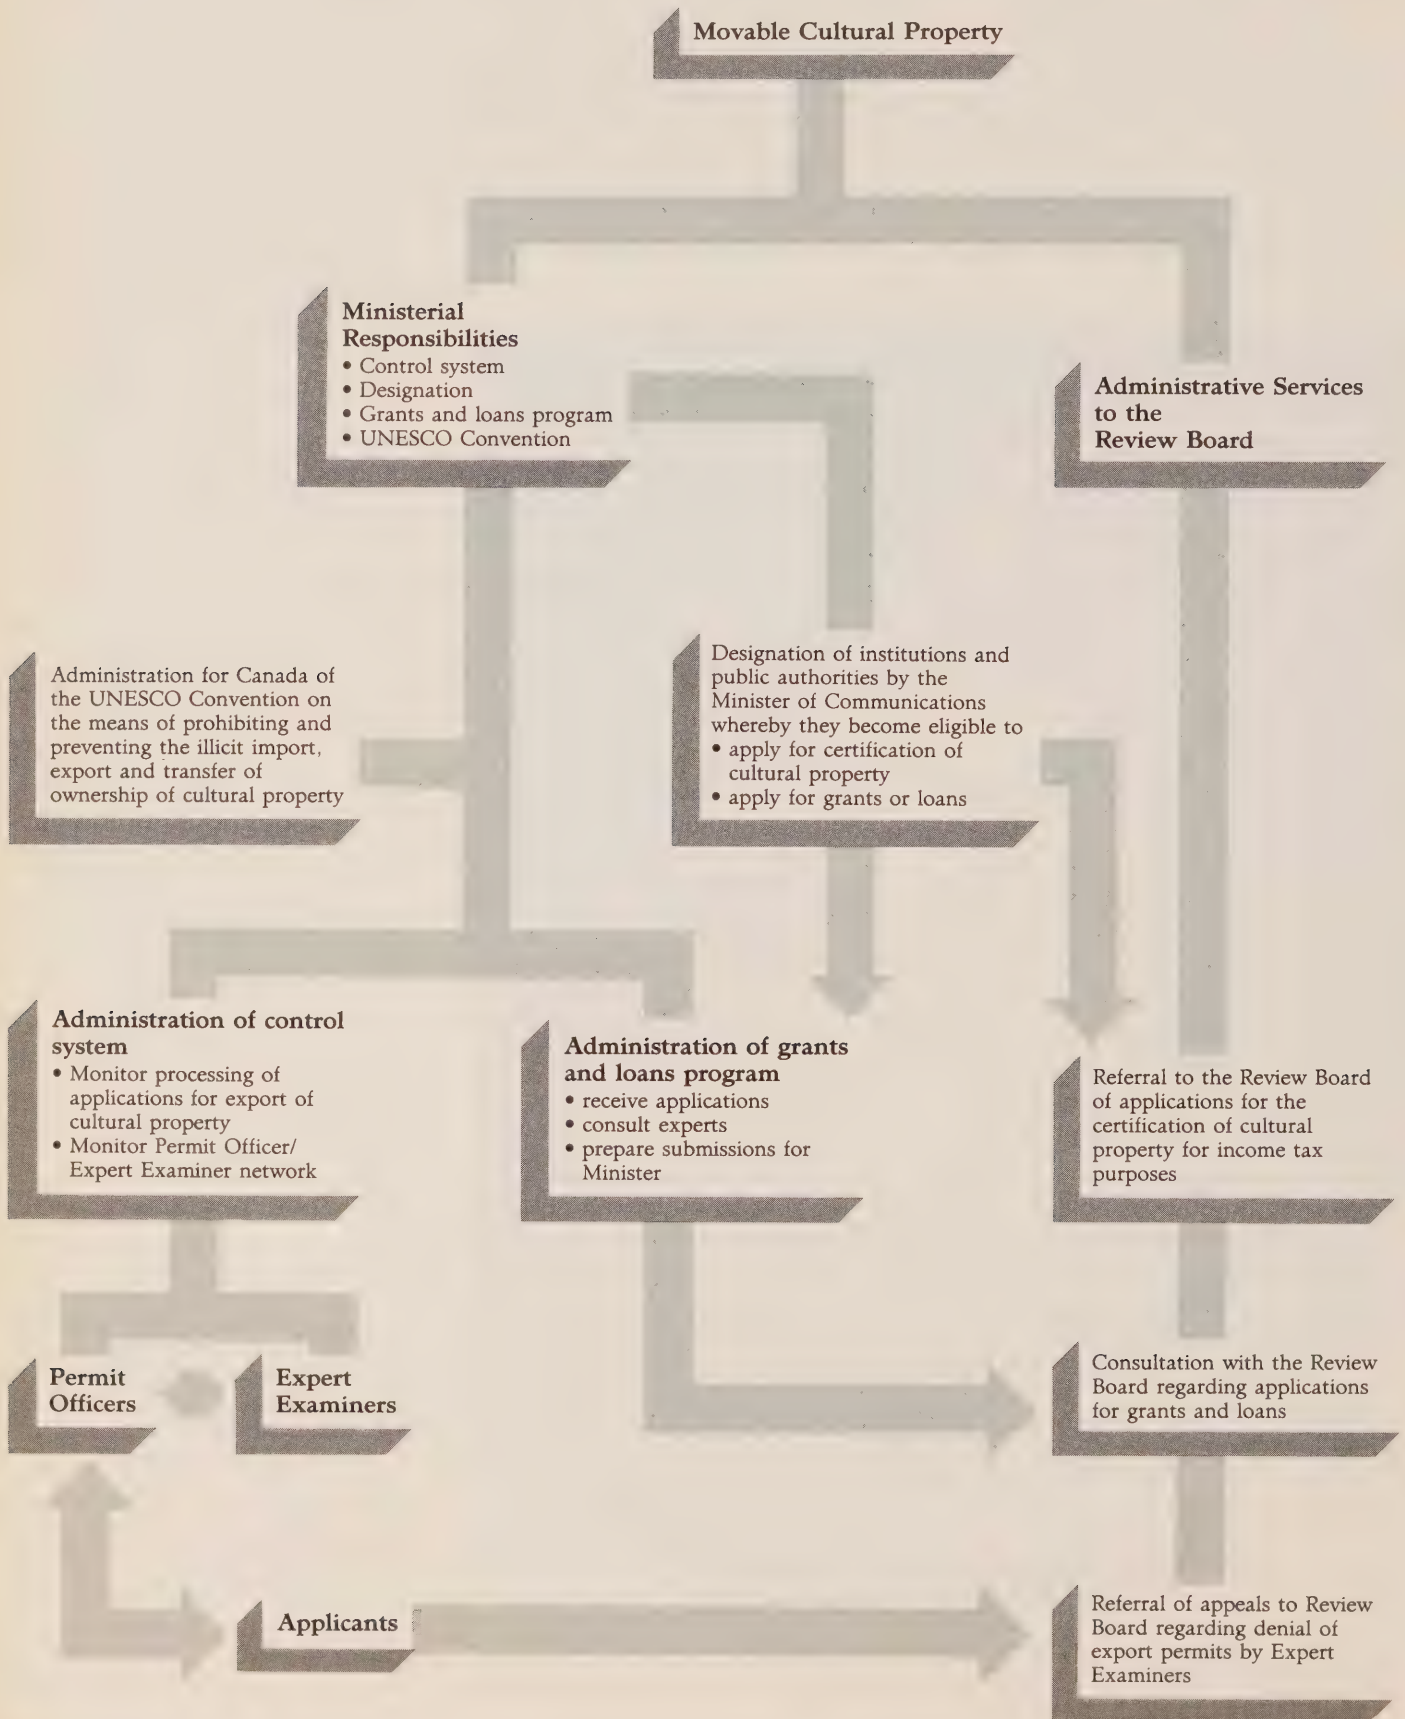 Movable Cultural Property
Ministerial
Responsibilities
• Control system
• Designation
• Grants and loans program
• UNESCO Convention
Administrative Services
to the
Review Board
Administration for Canada of
the UNESCO Convention on
the means of prohibiting and
preventing the illicit import,
export and transfer of
ownership of cultural property
Designation of institutions and
public authorities by the
Minister of Communications
whereby they become eligible to
• apply for certification of
cultural property
• apply for grants or loans
Administration of control
system
• Monitor processing of
applications for export of
cultural property
• Monitor Permit Officer/
Expert Examiner network
Administration of grants
and loans program
• receive applications
• consult experts
• prepare submissions for
Minister
Referral to the Review Board
of applications for the
certification of cultural
property for income tax
purposes
Permit
Officers
Expert
Examiners
Consultation with the Review
Board regarding applications
for grants and loans
Applicants
Referral of appeals to Review
Board regarding denial of
export permits by Expert
Examiners